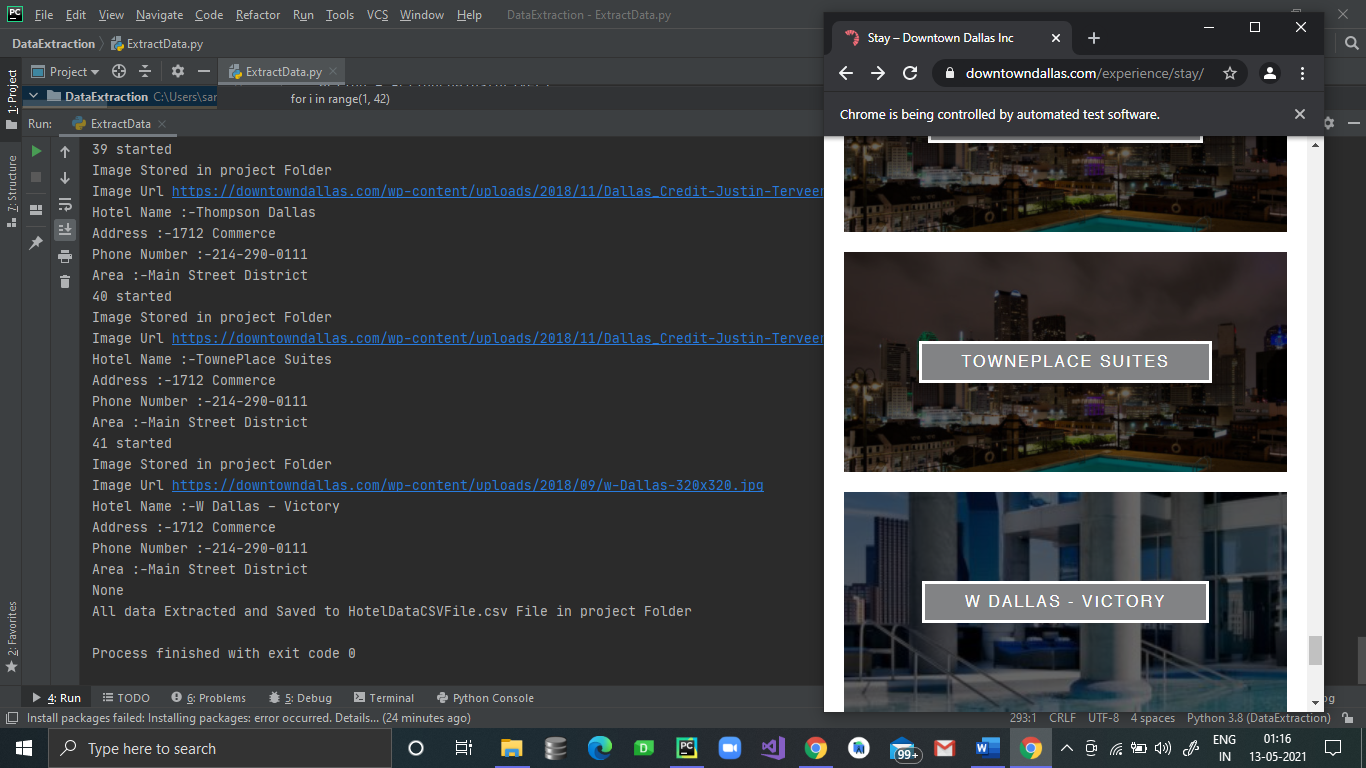 File Edit View Navigate Code Refactor Run Tools VCS Window Help DataExtraction - ExtractData.py
DataExtraction ExtractData.py
Project ExtractData.py
DataExtraction C:\Users\sar
for i in range(1, 42)
Run: ExtractData
39 started
Image Stored in project Folder
Image Url https://downtowndallas.com/wp-content/uploads/2018/11/Dallas_Credit-Justin-Terveen
Hotel Name :-Thompson Dallas
Address :-1712 Commerce
Phone Number :-214-290-0111
Area :-Main Street District
40 started
Image Stored in project Folder
Image Url https://downtowndallas.com/wp-content/uploads/2018/11/Dallas_Credit-Justin-Terveen
Hotel Name :-TownePlace Suites
Address :-1712 Commerce
Phone Number :-214-290-0111
Area :-Main Street District
41 started
Image Stored in project Folder
Image Url https://downtowndallas.com/wp-content/uploads/2018/09/w-Dallas-320x320.jpg
Hotel Name :-W Dallas – Victory
Address :-1712 Commerce
Phone Number :-214-290-0111
Area :-Main Street District
None
All data Extracted and Saved to HotelDataCSVFile.csv File in project Folder
Process finished with exit code 0
1: Project
7: Structure
2: Favorites
4: Run TODO 6: Problems 5: Debug Terminal Python Console
Install packages failed: Installing packages: error occurred. Details... (24 minutes ago)
293:1 CRLF UTF-8 4 spaces Python 3.8 (DataExtraction)
Stay – Downtown Dallas Inc
downtowndallas.com/experience/stay/
Chrome is being controlled by automated test software.
TOWNEPLACE SUITES
W DALLAS - VICTORY
Type here to search
99+
ENG
IN
01:16
13-05-2021